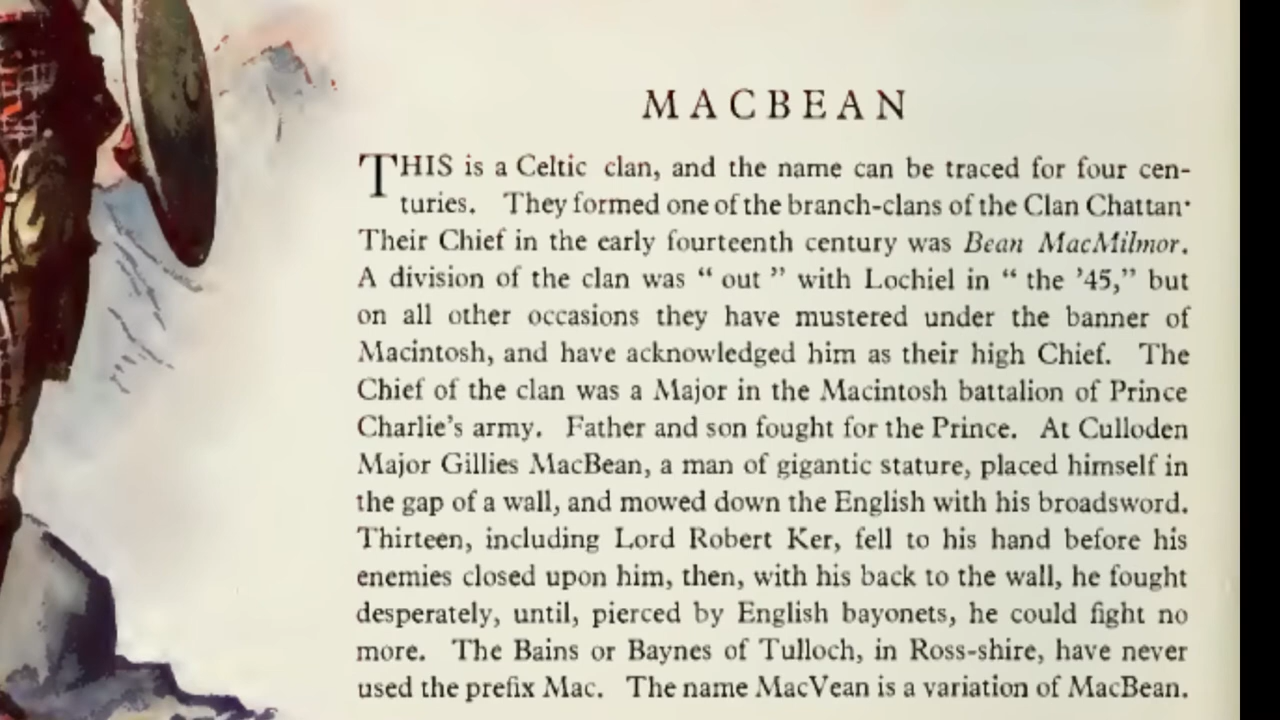 MACBEAN
THIS is a Celtic clan, and the name can be traced for four cen-
turies. They formed one of the branch-clans of the Clan Chattan·
Their Chief in the early fourteenth century was Bean MacMilmor.
A division of the clan was “ out ” with Lochiel in “ the ’45,” but
on all other occasions they have mustered under the banner of
Macintosh, and have acknowledged him as their high Chief. The
Chief of the clan was a Major in the Macintosh battalion of Prince
Charlie’s army. Father and son fought for the Prince. At Culloden
Major Gillies MacBean, a man of gigantic stature, placed himself in
the gap of a wall, and mowed down the English with his broadsword.
Thirteen, including Lord Robert Ker, fell to his hand before his
enemies closed upon him, then, with his back to the wall, he fought
desperately, until, pierced by English bayonets, he could fight no
more. The Bains or Baynes of Tulloch, in Ross-shire, have never
used the prefix Mac. The name MacVean is a variation of MacBean.